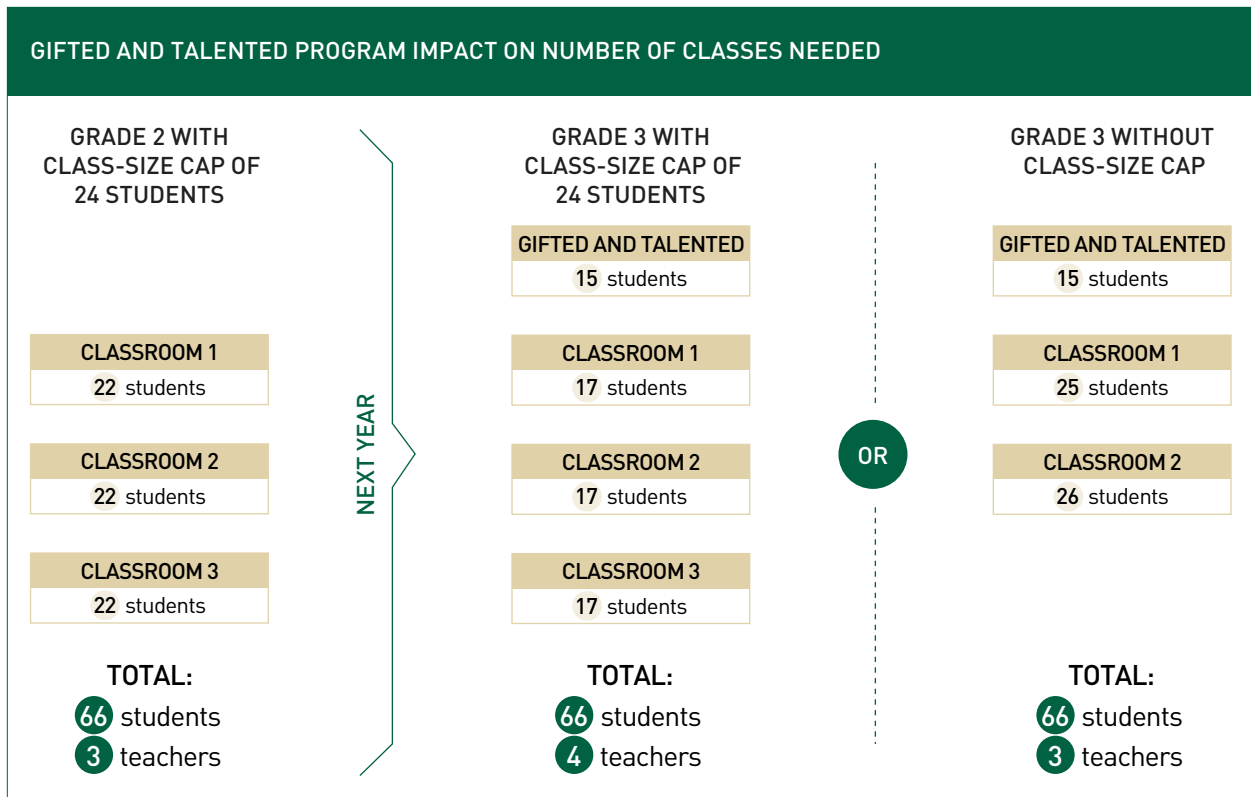 GIFTED AND TALENTED PROGRAM IMPACT ON NUMBER OF CLASSES NEEDED
GRADE 2 WITH
CLASS-SIZE CAP OF
24 STUDENTS
CLASSROOM 1
22 students
CLASSROOM 2
22 students
CLASSROOM 3
22 students
TOTAL:
66 students
3 teachers
NEXT YEAR
GRADE 3 WITH
CLASS-SIZE CAP OF
24 STUDENTS
GIFTED AND TALENTED
15 students
CLASSROOM 1
17 students
CLASSROOM 2
17 students
CLASSROOM 3
17 students
TOTAL:
66 students
4 teachers
OR
GRADE 3 WITHOUT
CLASS-SIZE CAP
GIFTED AND TALENTED
15 students
CLASSROOM 1
25 students
CLASSROOM 2
26 students
TOTAL:
66 students
3 teachers